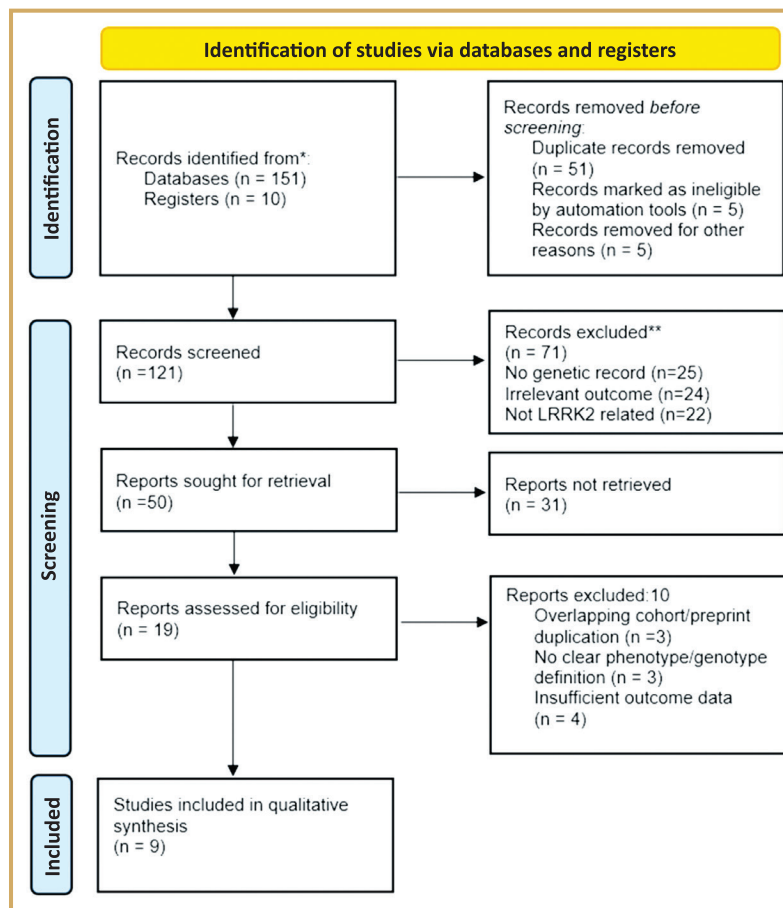 Identification of studies via databases and registers
Identification
Records identified from*:
Databases (n = 151)
Registers (n = 10)
Records removed before
screening:
Duplicate records removed
(n = 51)
Records marked as ineligible
by automation tools (n = 5)
Records removed for other
reasons (n = 5)
Screening
Records screened
(n =121)
Records excluded**
(n = 71)
No genetic record (n=25)
Irrelevant outcome (n=24)
Not LRRK2 related (n=22)
Reports sought for retrieval
(n =50)
Reports not retrieved
(n = 31)
Reports assessed for eligibility
(n = 19)
Reports excluded:10
Overlapping cohort/preprint
duplication (n =3)
No clear phenotype/genotype
definition (n = 3)
Insufficient outcome data
(n = 4)
Included
Studies included in qualitative
synthesis
(n = 9)